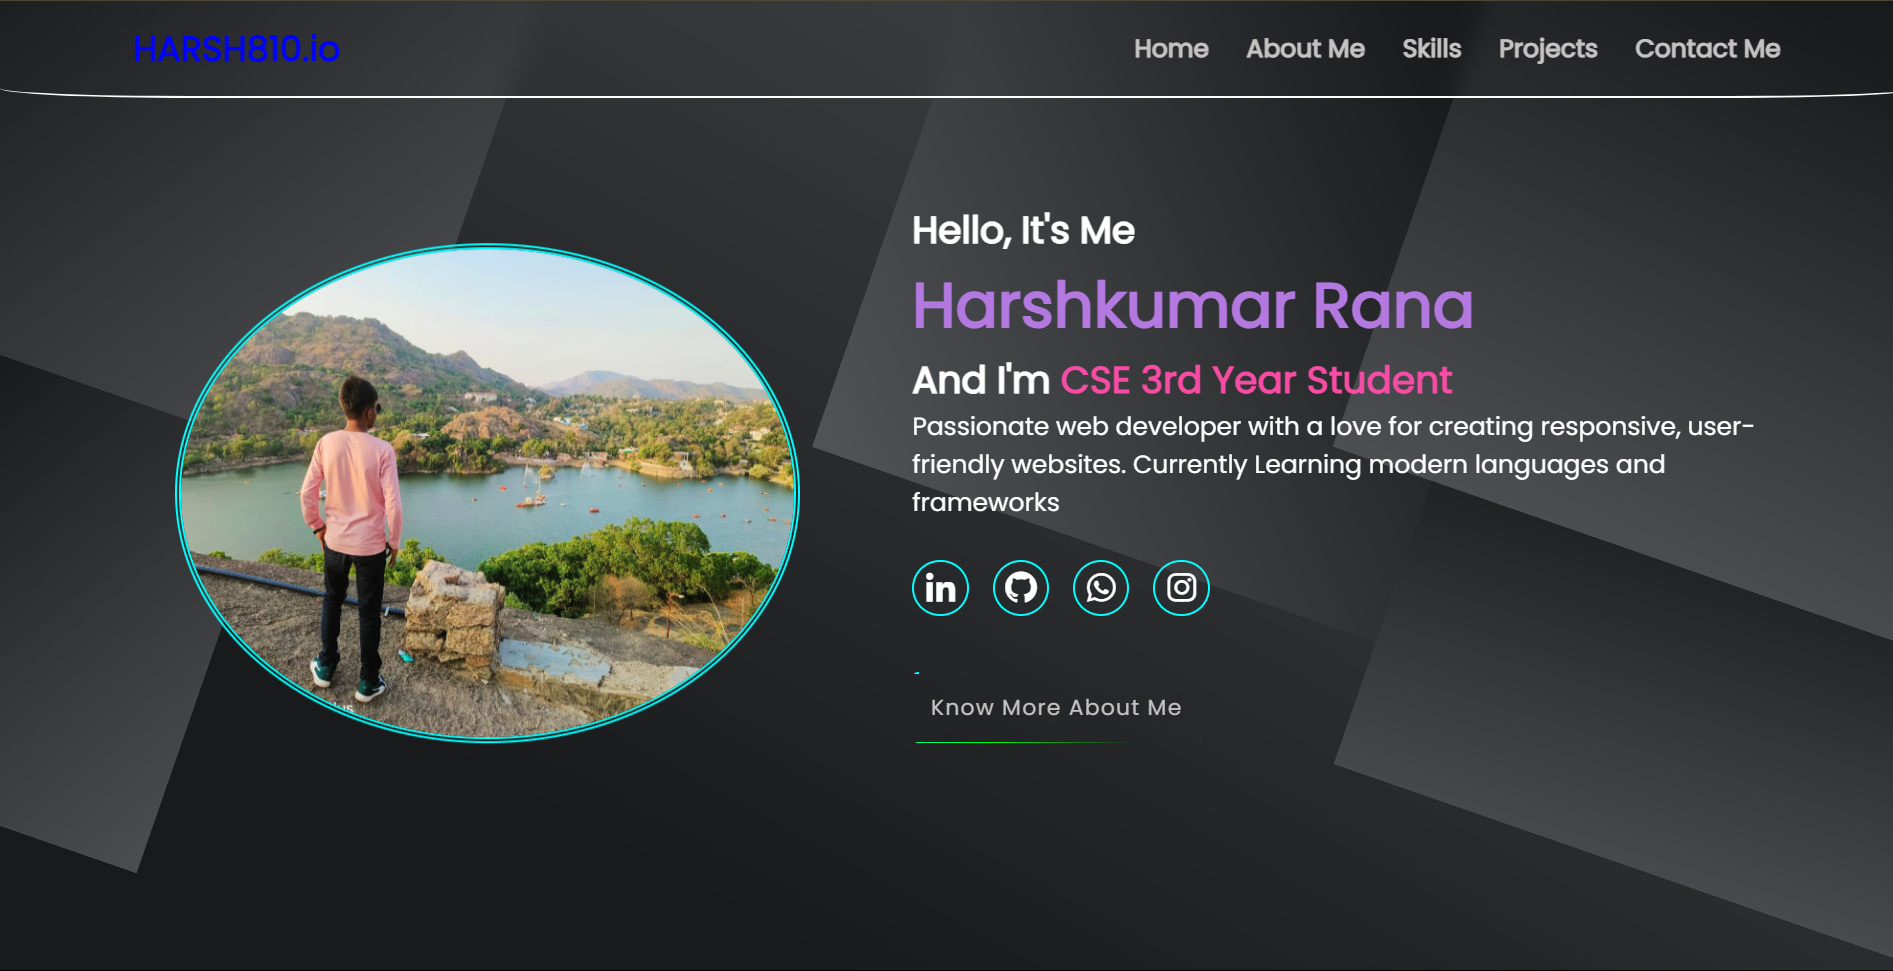 HARSH810.io
Home About Me Skills Projects Contact Me
Hello, It's Me
Harshkumar Rana
And I'm CSE 3rd Year Student
Passionate web developer with a love for creating responsive, user-
friendly websites. Currently Learning modern languages and
frameworks
in
Know More About Me